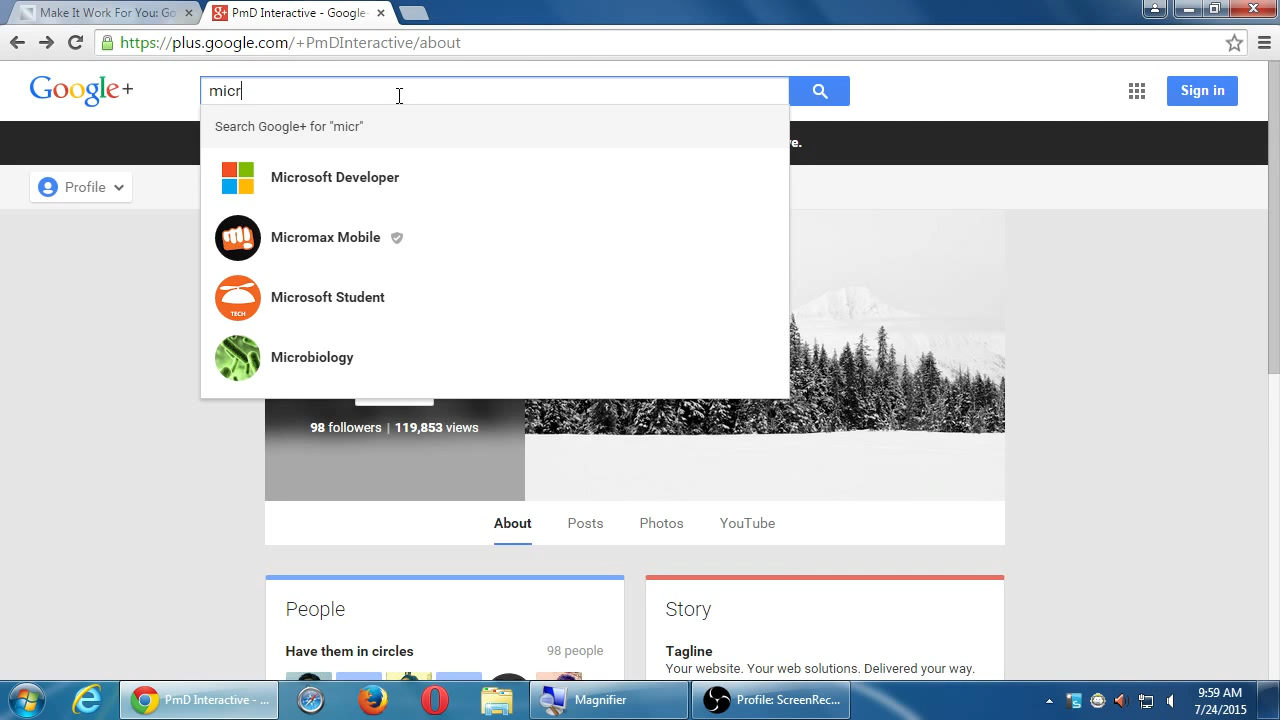 Make It Work For You: Go
PmD Interactive - Google
https://plus.google.com/+PmDInteractive/about
Google+
micr
Sign in
Search Google+ for "micr"
ve.
Profile
Microsoft Developer
Micromax Mobile
Microsoft Student
TECH
Microbiology
98 followers | 119,853 views
About Posts Photos YouTube
People
Story
Have them in circles 98 people
Tagline
Your website. Your web solutions. Delivered your way.
PmD Interactive - ...
Magnifier
Profile: ScreenRec...
9:59 AM
7/24/2015